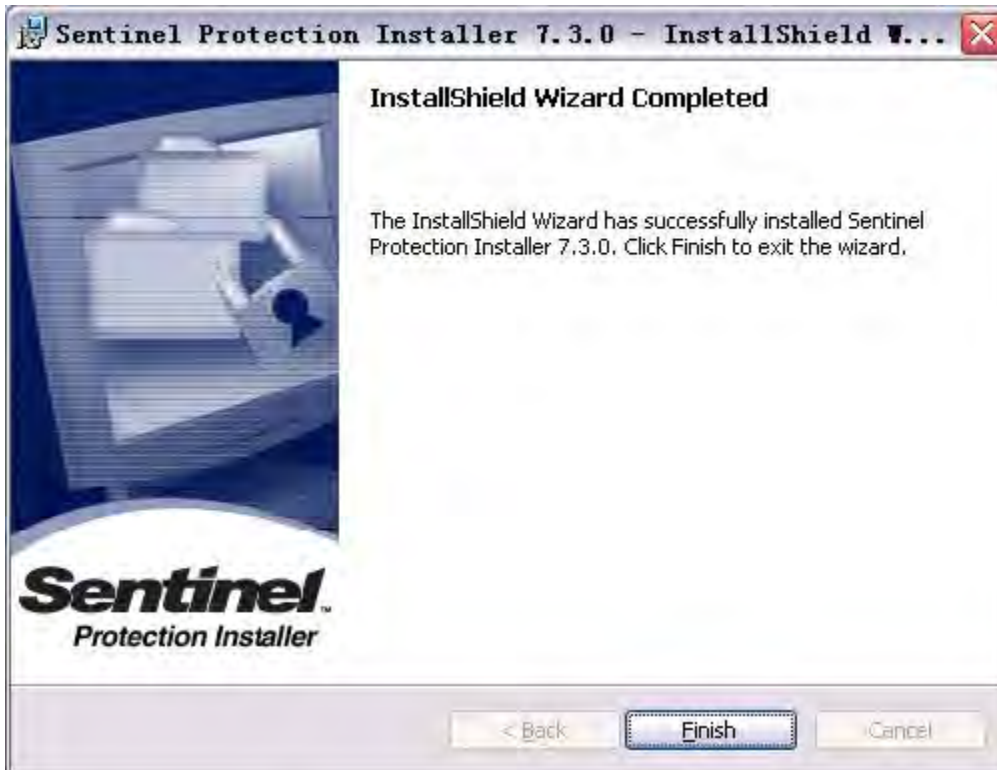 Sentinel Protection Installer 7.3.0 - InstallShield W...
InstallShield Wizard Completed
The InstallShield Wizard has successfully installed Sentinel
Protection Installer 7.3.0. Click Finish to exit the wizard.
Sentinel™
Protection Installer
< Back
Finish
Cancel